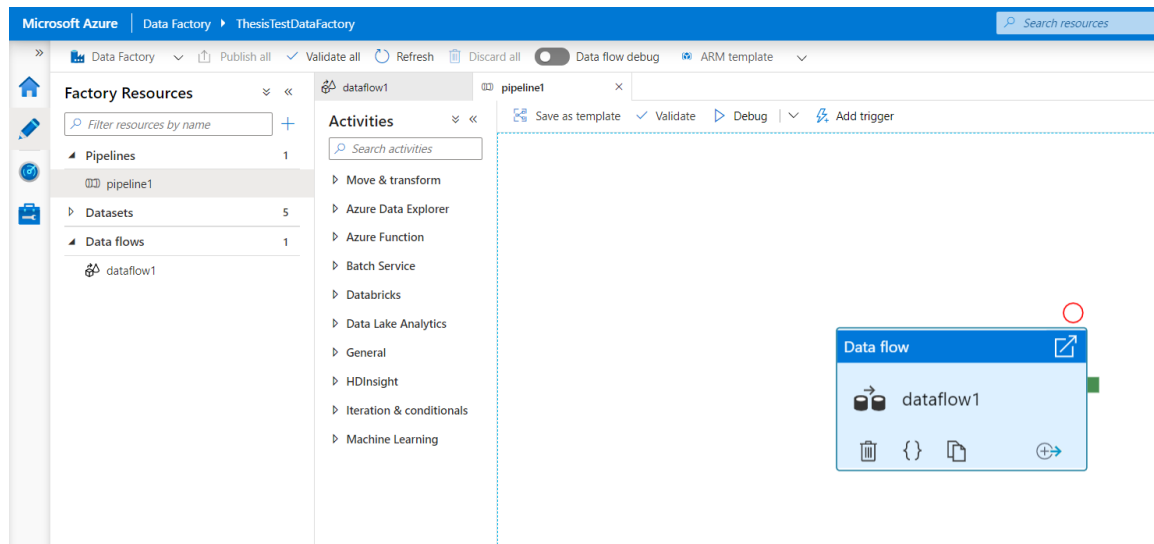 Microsoft Azure Data Factory ThesisTestDataFactory Search resources
Data Factory Publish all Validate all Refresh Discard all Data flow debug ARM template
Factory Resources
Filter resources by name
Pipelines 1
pipeline1
Datasets 5
Data flows 1
dataflow1
dataflow1 pipeline1
Activities
Search activities
Move & transform
Azure Data Explorer
Azure Function
Batch Service
Databricks
Data Lake Analytics
General
HDInsight
Iteration & conditionals
Machine Learning
Save as template Validate Debug Add trigger
Data flow
dataflow1